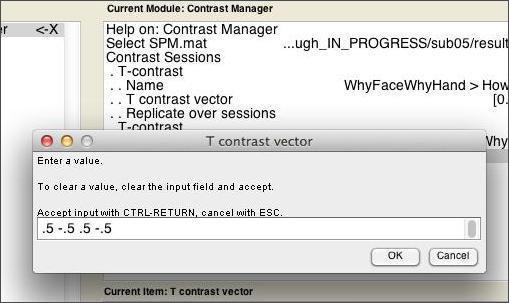 Current Module: Contrast Manager
<-X
Help on: Contrast Manager
Select SPM.mat ...ugh_IN_PROGRESS/sub05/result
Contrast Sessions
. T-contrast
. . Name WhyFaceWhyHand > How
. . T contrast vector [0.
. . Replicate over sessions
. T-contrast
Why
T contrast vector
Enter a value.
To clear a value, clear the input field and accept.
Accept input with CTRL-RETURN, cancel with ESC.
.5 -.5 .5 -.5
OK Cancel
Current Item: T contrast vector